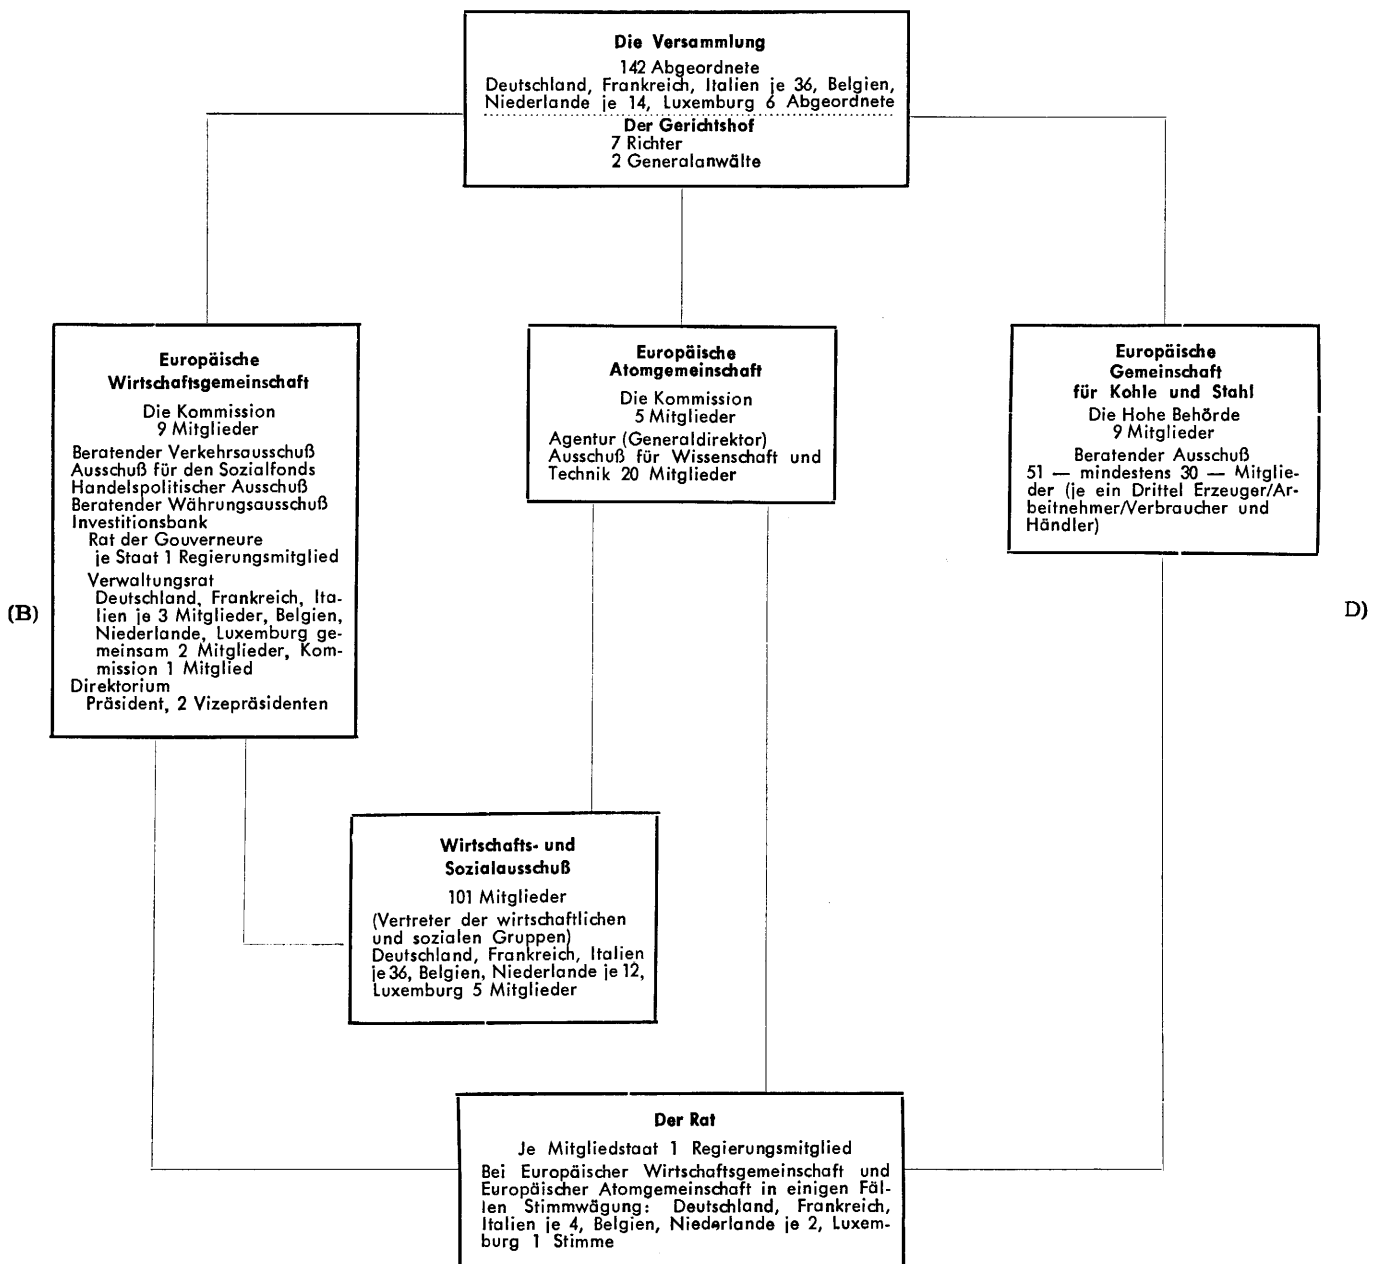 Die Versammlung
142 Abgeordnete
Deutschland, Frankreich, Italien je 36, Belgien,
Niederlande je 14, Luxemburg 6 Abgeordnete
Der Gerichtshof
7 Richter
2 Generalanwälte
Europäische
Wirtschaftsgemeinschaft
Die Kommission
9 Mitglieder
Beratender Verkehrsausschuß
Ausschuß für den Sozialfonds
Handelspolitischer Ausschuß
Beratender Währungsausschuß
Investitionsbank
Rat der Gouverneure
je Staat 1 Regierungsmitglied
Verwaltungsrat
Deutschland, Frankreich, Ita-
lien je 3 Mitglieder, Belgien,
Niederlande, Luxemburg ge-
meinsam 2 Mitglieder, Kom-
mission 1 Mitglied
Direktorium
Präsident, 2 Vizepräsidenten
Europäische
Atomgemeinschaft
Die Kommission
5 Mitglieder
Agentur (Generaldirektor)
Ausschuß für Wissenschaft und
Technik 20 Mitglieder
Europäische
Gemeinschaft
für Kohle und Stahl
Die Hohe Behörde
9 Mitglieder
Beratender Ausschuß
51 — mindestens 30 — Mitglie-
der (je ein Drittel Erzeuger/Ar-
beitnehmer/Verbraucher und
Händler)
(B)
D)
Wirtschafts- und
Sozialausschuß
101 Mitglieder
(Vertreter der wirtschaftlichen
und sozialen Gruppen)
Deutschland, Frankreich, Italien
je 36, Belgien, Niederlande je 12,
Luxemburg 5 Mitglieder
Der Rat
Je Mitgliedstaat 1 Regierungsmitglied
Bei Europäischer Wirtschaftsgemeinschaft und
Europäischer Atomgemeinschaft in einigen Fäl-
len Stimmwägung: Deutschland, Frankreich,
Italien je 4, Belgien, Niederlande je 2, Luxem-
burg 1 Stimme